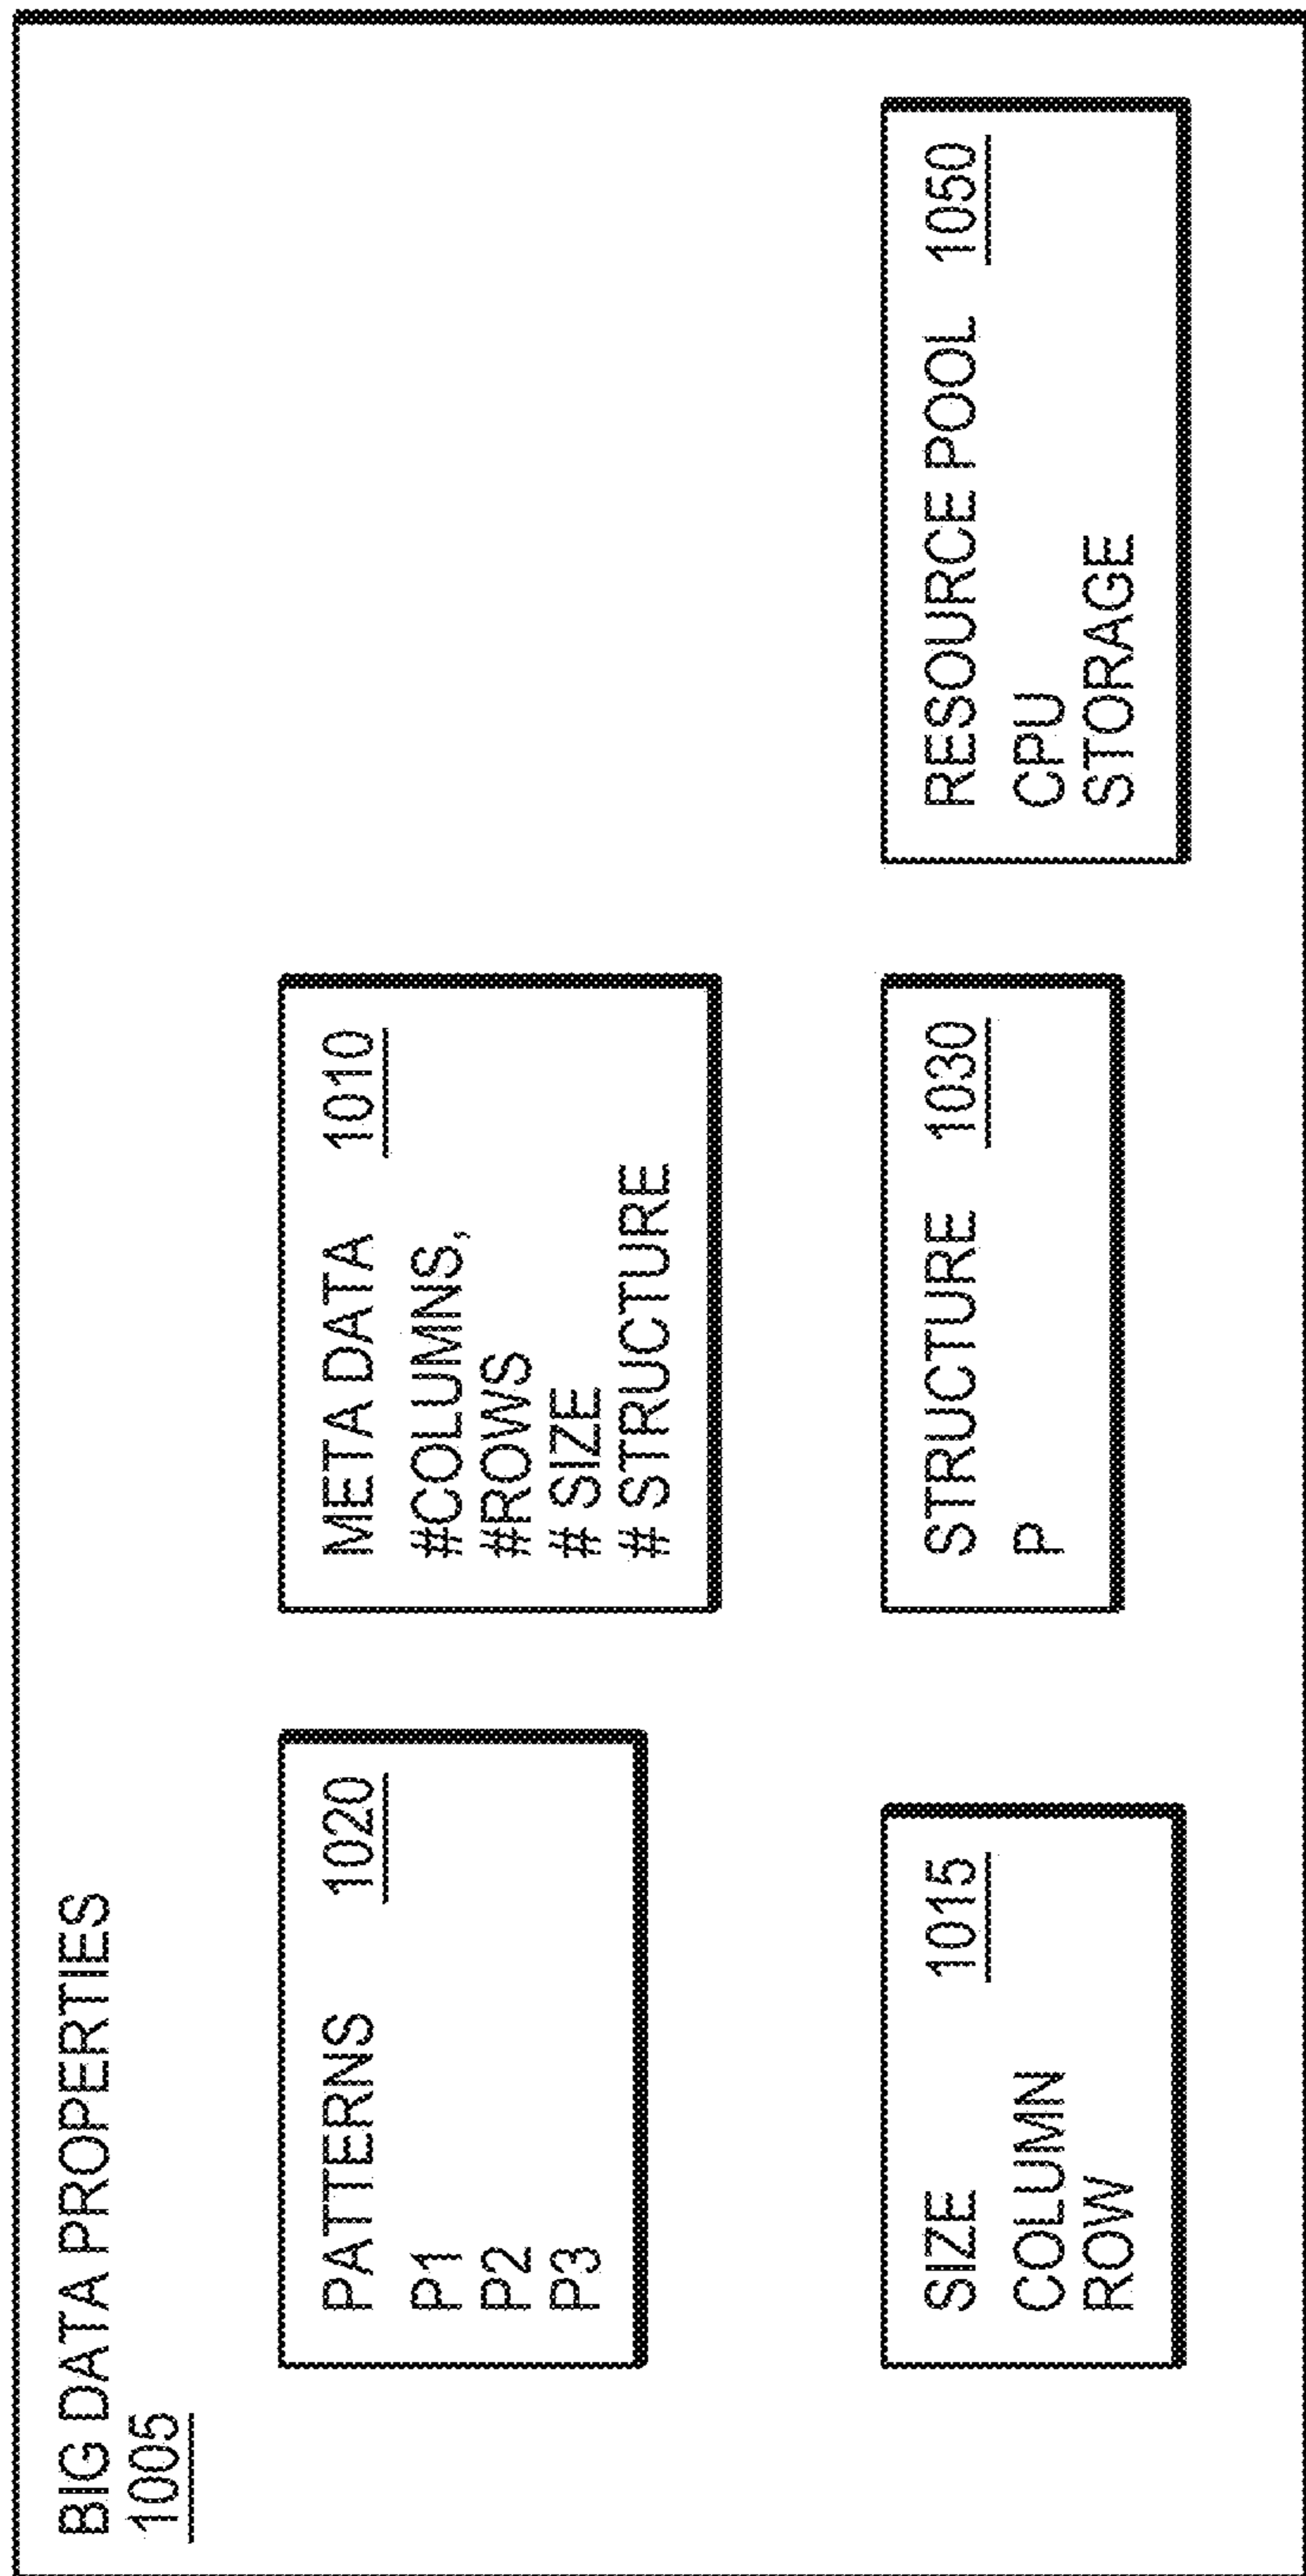 BIG DATA PROPERTIES
1005
PATTERNS 1020
P1
P2
P3
META DATA 1010
#COLUMNS,
#ROWS
# SIZE
# STRUCTURE
SIZE 1015
COLUMN
ROW
STRUCTURE 1030
P
RESOURCE POOL 1050
CPU
STORAGE